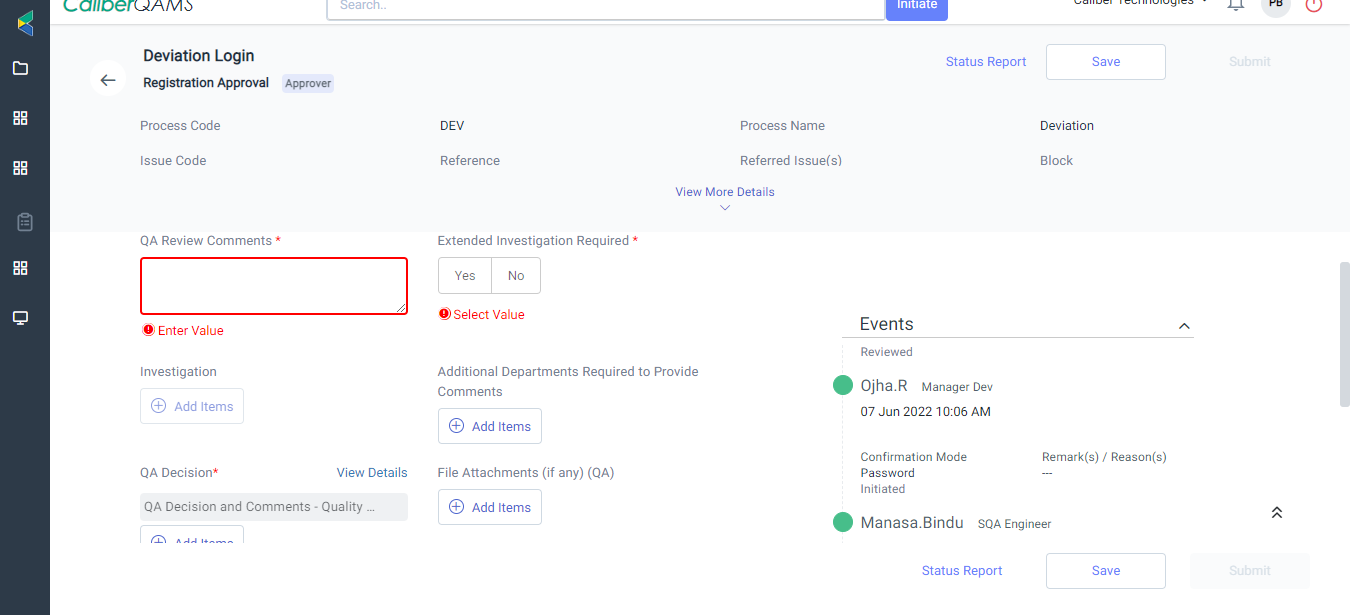 CaliberQAMS
Search..
Initiate
Caliber Technologies
PB
Deviation Login
Registration Approval Approver
Status Report Save Submit
Process Code DEV Process Name Deviation
Issue Code Reference Referred Issue(s) Block
View More Details
QA Review Comments * Extended Investigation Required *
Yes No
Enter Value
Select Value
Investigation
Add Items
Additional Departments Required to Provide
Comments
Add Items
QA Decision* View Details
QA Decision and Comments - Quality ...
Add Items
File Attachments (if any) (QA)
Add Items
Events
Reviewed
Ojha.R Manager Dev
07 Jun 2022 10:06 AM
Confirmation Mode Remark(s) / Reason(s)
Password ---
Initiated
Manasa.Bindu SQA Engineer
Status Report Save Submit